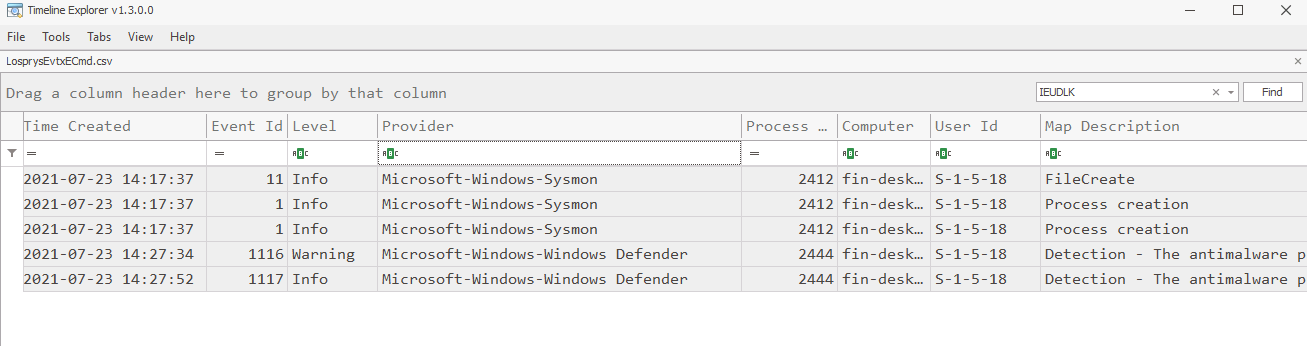 Timeline Explorer v1.3.0.0
File Tools Tabs View Help
LosprysEvtxECmd.csv
Drag a column header here to group by that column IEUDLK Find
Time Created Event Id Level Provider Process ... Computer User Id Map Description
= = ABC ABC = ABC ABC ABC
2021-07-23 14:17:37 11 Info Microsoft-Windows-Sysmon 2412 fin-desk... S-1-5-18 FileCreate
2021-07-23 14:17:37 1 Info Microsoft-Windows-Sysmon 2412 fin-desk... S-1-5-18 Process creation
2021-07-23 14:17:37 1 Info Microsoft-Windows-Sysmon 2412 fin-desk... S-1-5-18 Process creation
2021-07-23 14:27:34 1116 Warning Microsoft-Windows-Windows Defender 2444 fin-desk... S-1-5-18 Detection - The antimalware p
2021-07-23 14:27:52 1117 Info Microsoft-Windows-Windows Defender 2444 fin-desk... S-1-5-18 Detection - The antimalware p